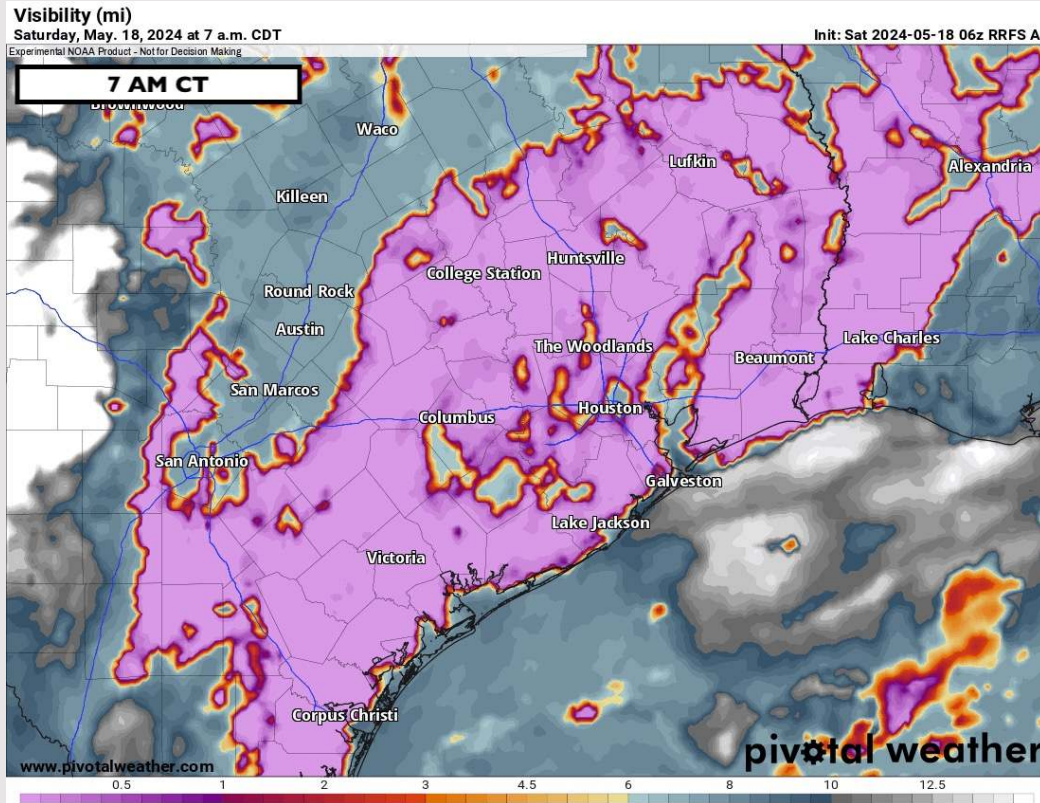 Visibility (mi)
Saturday, May. 18, 2024 at 7 a.m. CDT
Init: Sat 2024-05-18 06z RRFS A
Experimental NOAA Product - Not for Decision Making
7 AM CT
Brownwood
Waco
Lufkin
Alexandria
Killeen
Huntsville
College Station
Round Rock
Austin
Lake Charles
The Woodlands
Beaumont
San Marcos
Houston
Columbus
San Antonio
Galveston
Lake Jackson
Victoria
Corpus Christi
pivotal weather
www.pivotalweather.com
0.5 1 2 3 4.5 6 8 10 12.5